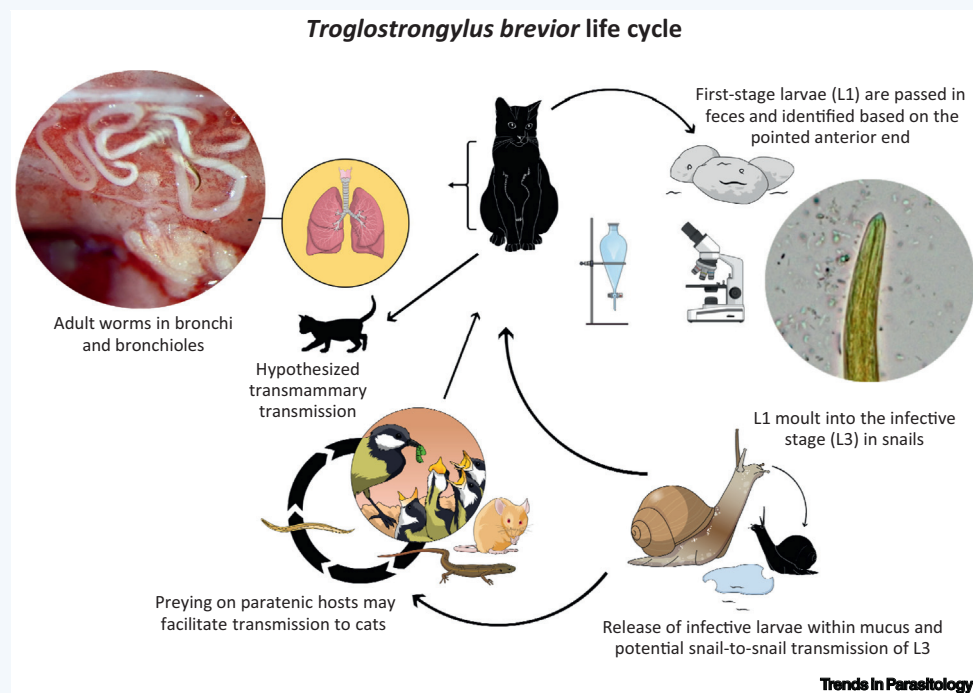 Troglostrongylus brevior life cycle
First-stage larvae (L1) are passed in
feces and identified based on the
pointed anterior end
Adult worms in bronchi
and bronchioles
Hypothesized
transmammary
transmission
L1 moult into the infective
stage (L3) in snails
Preying on paratenic hosts may
facilitate transmission to cats
Release of infective larvae within mucus and
potential snail-to-snail transmission of L3
Trends in Parasitology